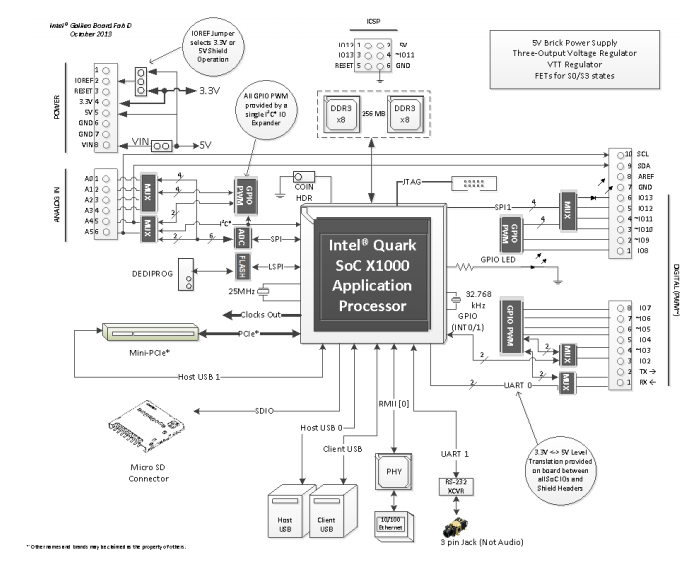 Intel® Galileo Board Fab D
October 2013
IOREF Jumper
selects 3.3V or
5V Shield
Operation
ICSP
IO12 1 2 5V
IO13 3 4 ~IO11
RESET 5 6 GND
5V Brick Power Supply
Three-Output Voltage Regulator
VTT Regulator
FETs for S0/S3 states
POWER
1
IOREF 2
RESET 3
3.3V 4
5V 5
GND 6
GND 7
VIN 8
3.3V
VIN
5V
All GPIO PWM
provided by a
single I²C* IO
Expander
DDR3
x8
256 MB
DDR3
x8
ANALOG IN
A0 1
A1 2
A2 3
A3 4
A4 5
A5 6
MUX
MUX
4
4
2
2
6
I²C*
GPIO
PWM
ADC
SPI
FLASH
LSPI
COIN
HDR
JTAG
DEDIPROG
25MHz
Intel® Quark
SoC X1000
Application
Processor
10 SCL
9 SDA
8 AREF
7 GND
6 IO13
5 IO12
4 ~IO11
3 ~IO10
2 ~IO9
1 IO8
SPI1
4
4
MUX
GPIO
PWM
GPIO LED
32.768
kHz
GPIO
(INT0/1)
DIGITAL (PWM~)
GPIO PWM
8 IO7
7 ~IO6
6 ~IO5
5 IO4
4 ~IO3
3 IO2
2 TX →
1 RX ←
2
2
2
2
MUX
MUX
UART 0
Clocks Out
PCIe*
Mini-PCIe*
Host USB 1
SDIO
Micro SD
Connector
Host USB 0
Client USB
Host
USB
Client
USB
RMII [0]
PHY
10/100
Ethernet
UART 1
RS-232
XCVR
3 pin Jack (Not Audio)
3.3V <-> 5V Level
Translation provided
on board between
all SoC IOs and
Shield Headers
*Other names and brands may be claimed as the property of others.